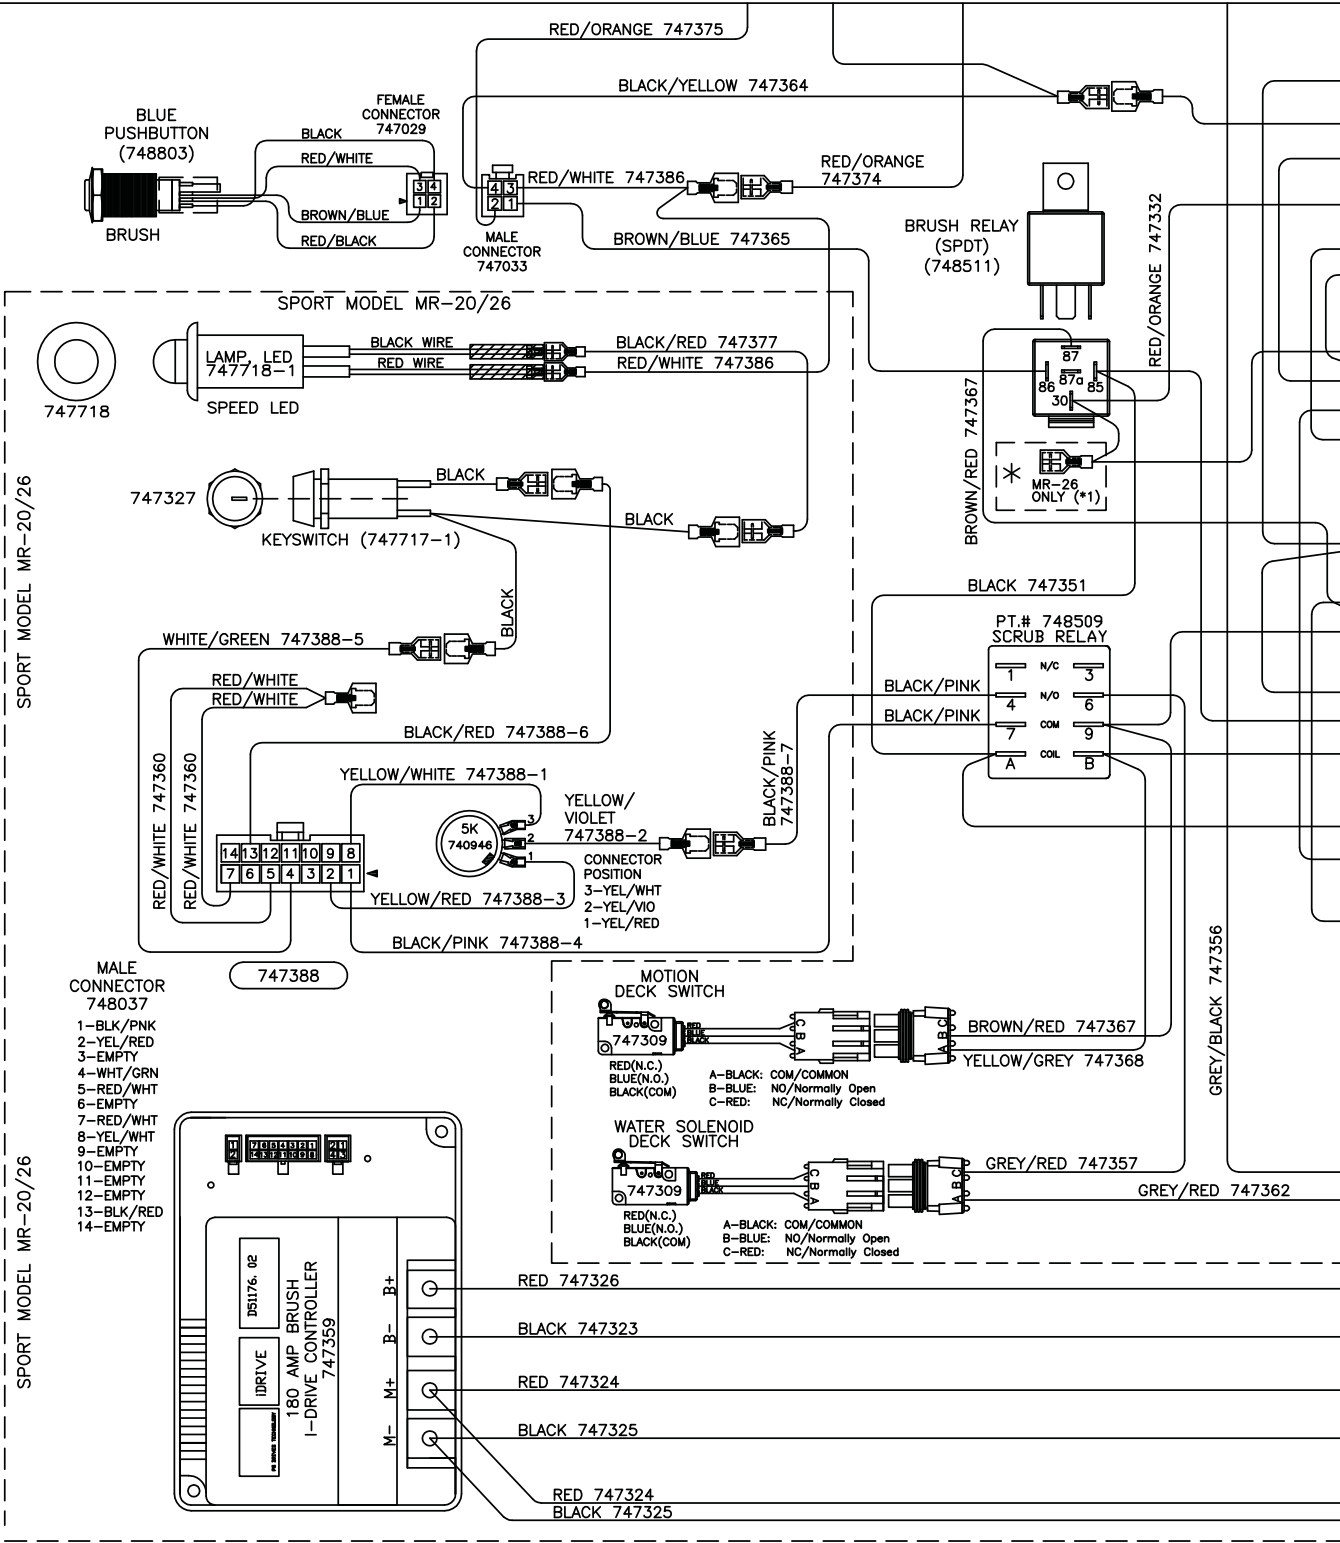 RED/ORANGE 747375
BLACK/YELLOW 747364
BLUE
PUSHBUTTON
(748803)
BRUSH
FEMALE
CONNECTOR
747029
BLACK
RED/WHITE
BROWN/BLUE
RED/BLACK
3 4
1 2
4 3
2 1
MALE
CONNECTOR
747033
RED/WHITE 747386
RED/ORANGE
747374
BROWN/BLUE 747365
BRUSH RELAY
(SPDT)
(748511)
RED/ORANGE 747332
87
86 87a 85
30
BROWN/RED 747367
*
MR-26
ONLY (*1)
SPORT MODEL MR-20/26
747718
LAMP, LED
747718-1
SPEED LED
BLACK WIRE
RED WIRE
BLACK/RED 747377
RED/WHITE 747386
SPORT MODEL MR-20/26
747327
KEYSWITCH (747717-1)
BLACK
BLACK
BLACK
BLACK 747351
PT.# 748509
SCRUB RELAY
1 N/C 3
4 N/O 6
7 COM 9
A COIL B
BLACK/PINK
BLACK/PINK
WHITE/GREEN 747388-5
RED/WHITE
RED/WHITE
BLACK/RED 747388-6
RED/WHITE 747360
RED/WHITE 747360
YELLOW/WHITE 747388-1
5K
740946
3
2
1
YELLOW/
VIOLET
747388-2
BLACK/PINK
747388-7
CONNECTOR
POSITION
3-YEL/WHT
2-YEL/VIO
1-YEL/RED
14 13 12 11 10 9 8
7 6 5 4 3 2 1
YELLOW/RED 747388-3
BLACK/PINK 747388-4
747388
MALE
CONNECTOR
748037
1-BLK/PNK
2-YEL/RED
3-EMPTY
4-WHT/GRN
5-RED/WHT
6-EMPTY
7-RED/WHT
8-YEL/WHT
9-EMPTY
10-EMPTY
11-EMPTY
12-EMPTY
13-BLK/RED
14-EMPTY
SPORT MODEL MR-20/26
MOTION
DECK SWITCH
747309
RED
BLUE
BLACK
C B A
A B C
RED(N.C.)
BLUE(N.O.)
BLACK(COM)
A-BLACK: COM/COMMON
B-BLUE: NO/Normally Open
C-RED: NC/Normally Closed
BROWN/RED 747367
YELLOW/GREY 747368
GREY/BLACK 747356
WATER SOLENOID
DECK SWITCH
747309
RED
BLUE
BLACK
C B A
A B C
RED(N.C.)
BLUE(N.O.)
BLACK(COM)
A-BLACK: COM/COMMON
B-BLUE: NO/Normally Open
C-RED: NC/Normally Closed
GREY/RED 747357
GREY/RED 747362
D51176. 02
iDRIVE
180 AMP BRUSH
I-DRIVE CONTROLLER
747359
B+
B-
M+
M-
RED 747326
BLACK 747323
RED 747324
BLACK 747325
RED 747324
BLACK 747325